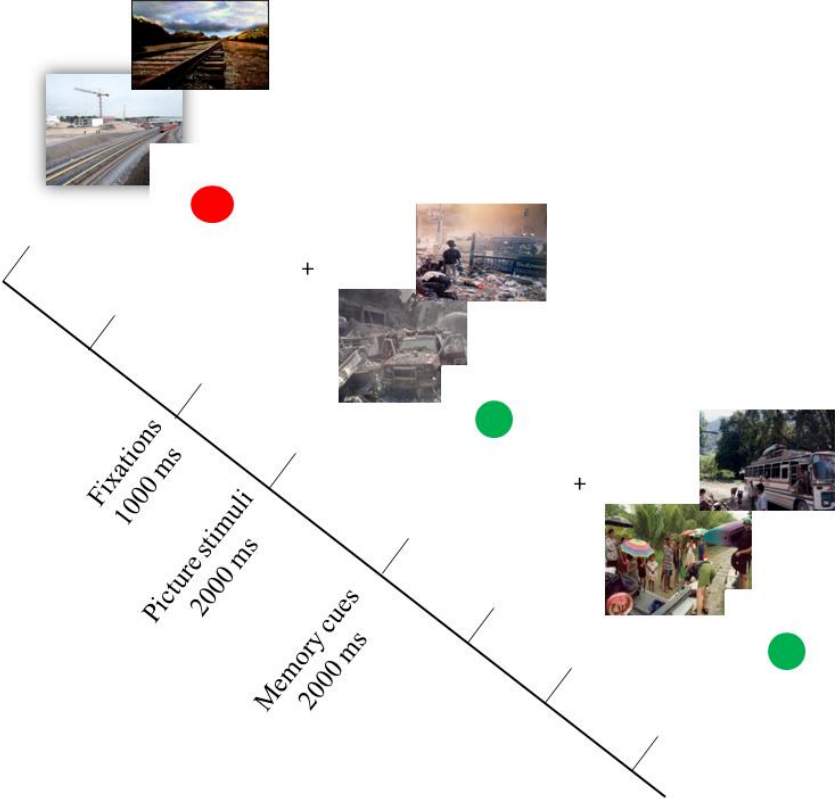 +
+
Fixations
1000 ms
Picture stimuli
2000 ms
Memory cues
2000 ms